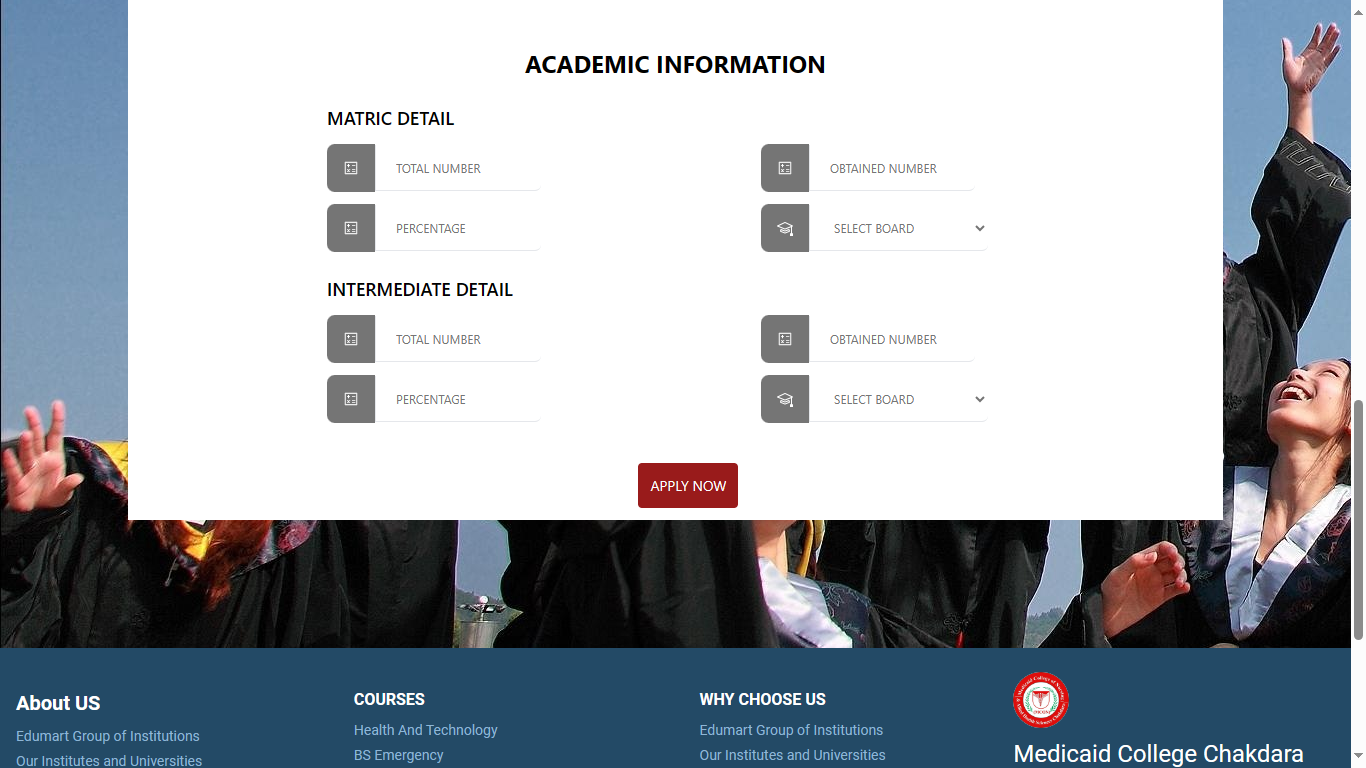 ACADEMIC INFORMATION
MATRIC DETAIL
TOTAL NUMBER
OBTAINED NUMBER
PERCENTAGE
SELECT BOARD
INTERMEDIATE DETAIL
TOTAL NUMBER
OBTAINED NUMBER
PERCENTAGE
SELECT BOARD
APPLY NOW
About US
Edumart Group of Institutions
Our Institutes and Universities
COURSES
Health And Technology
BS Emergency
WHY CHOOSE US
Edumart Group of Institutions
Our Institutes and Universities
Medicaid College Chakdara